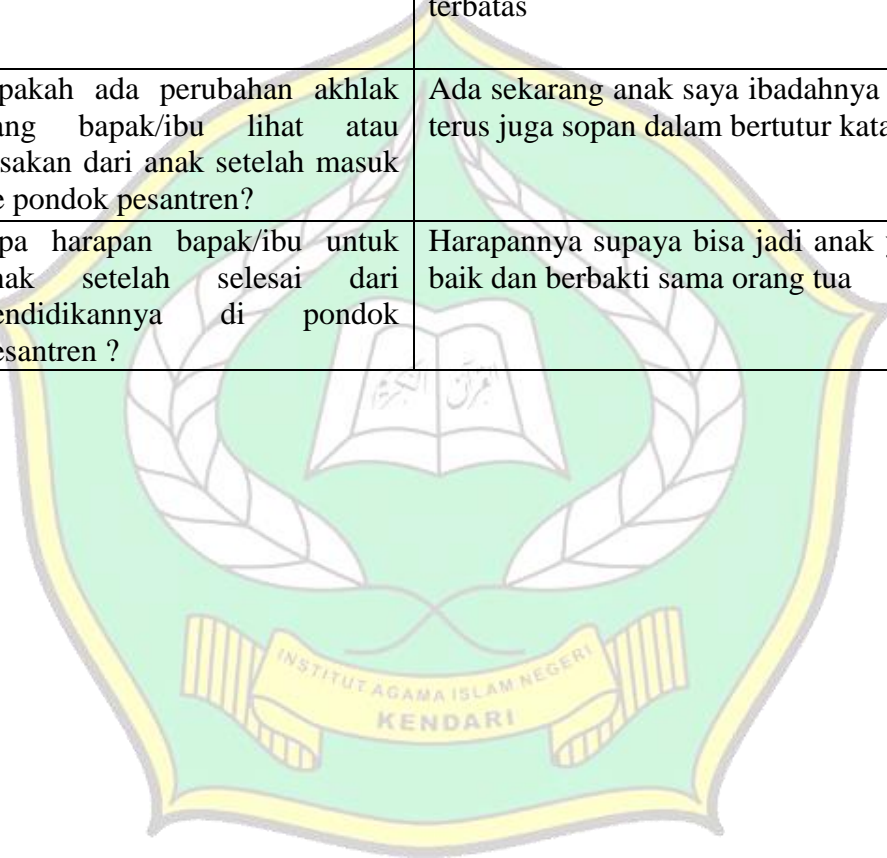 terbatas
pakah ada perubahan akhlak
ang bapak/ibu lihat atau
sakan dari anak setelah masuk
e pondok pesantren?
Ada sekarang anak saya ibadahnya
terus juga sopan dalam bertutur kata
pa harapan bapak/ibu untuk
nak setelah selesai dari
endidikannya di pondok
esantren ?
Harapannya supaya bisa jadi anak
baik dan berbakti sama orang tua
القرآن الكريم
INSTITUT AGAMA ISLAM NEGERI
KENDARI